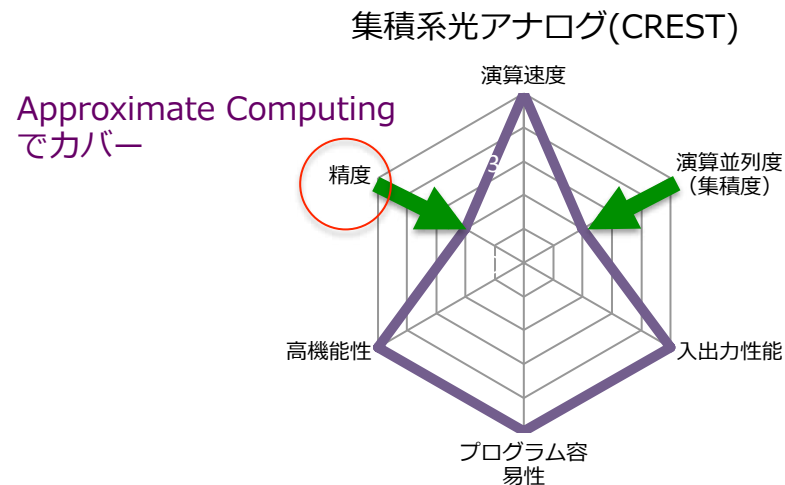 集積系光アナログ(CREST)
演算速度
Approximate Computing
でカバー
3
精度
演算並列度
（集積度）
高機能性
入出力性能
プログラム容
易性